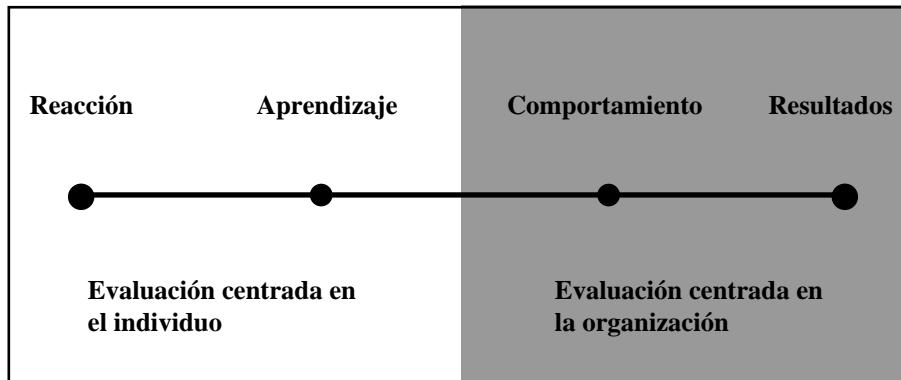 Reacción Aprendizaje Comportamiento Resultados
Evaluación centrada en
el individuo
Evaluación centrada en
la organización